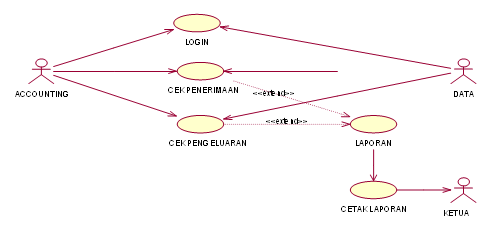 LOGIN
ACCOUNTING
CEK PENERIMAAN
<<extend>>
DATA
<<extend>>
CEK PENGELUARAN
LAPORAN
CETAK LAPORAN
KETUA